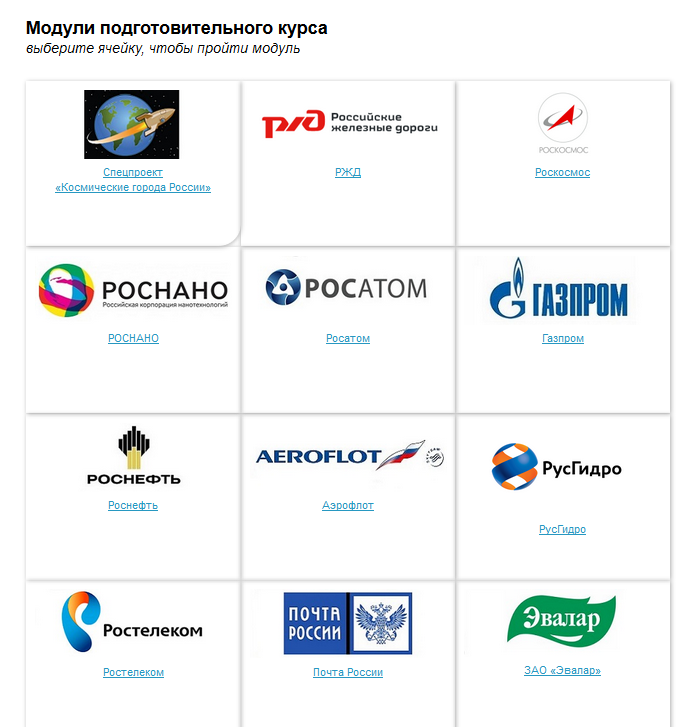 Модули подготовительного курса
выберите ячейку, чтобы пройти модуль
Спецпроект
«Космические города России»
РЖД
Российские
железные дороги
РЖД
РОСКОСМОС
Роскосмос
РОСНАНО
Российская корпорация нанотехнологий
РОСНАНО
РОСАТОМ
Росатом
ГАЗПРОМ
Газпром
РОСНЕФТЬ
Роснефть
AEROFLOT
Аэрофлот
РусГидро
РусГидро
Ростелеком
Ростелеком
ПОЧТА
РОССИИ
Почта России
Эвалар
ЗАО «Эвалар»